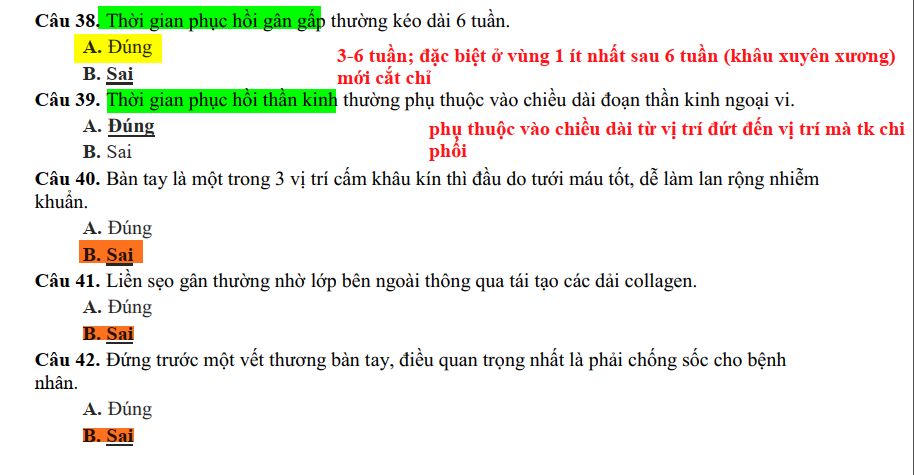 Câu 38. Thời gian phục hồi gân gấp thường kéo dài 6 tuần.
A. Đúng
3-6 tuần; đặc biệt ở vùng 1 ít nhất sau 6 tuần (khâu xuyên xương)
B. Sai
mới cắt chỉ
Câu 39. Thời gian phục hồi thần kinh thường phụ thuộc vào chiều dài đoạn thần kinh ngoại vi.
A. Đúng
phụ thuộc vào chiều dài từ vị trí đứt đến vị trí mà tk chi
B. Sai
phối
Câu 40. Bàn tay là một trong 3 vị trí cấm khâu kín thì đầu do tưới máu tốt, dễ làm lan rộng nhiễm
khuẩn.
A. Đúng
B. Sai
Câu 41. Liền sẹo gân thường nhờ lớp bên ngoài thông qua tái tạo các dải collagen.
A. Đúng
B. Sai
Câu 42. Đứng trước một vết thương bàn tay, điều quan trọng nhất là phải chống sốc cho bệnh
nhân.
A. Đúng
B. Sai